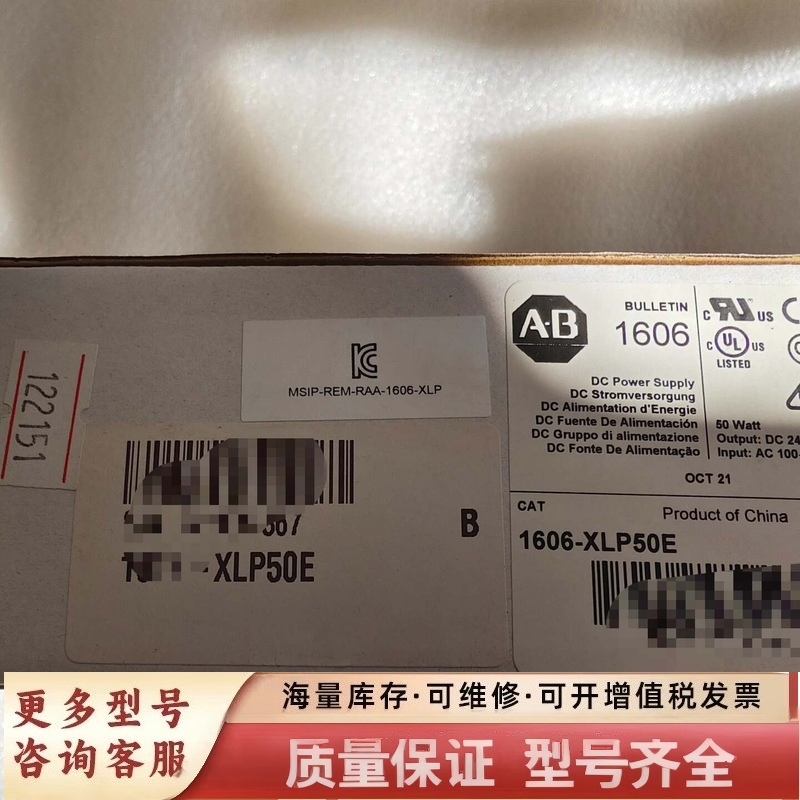 122151
MSIP-REM-RAA-1606-XLP
B
-XLP50E
A-B
BULLETIN
1606
DC Power Supply
DC Stromversorgung
DC Alimentation d'Energie
DC Fuente De Alimentación
DC Gruppo di alimentazione
DC Fonte De Alimentação
c US
c UL US
LISTED
50 Watt
Output: DC 24
Input: AC 100-
OCT 21
CAT
Product of China
1606-XLP50E
更多型号
咨询客服
海量库存·可维修·可开增值税发票
质量保证 型号齐全